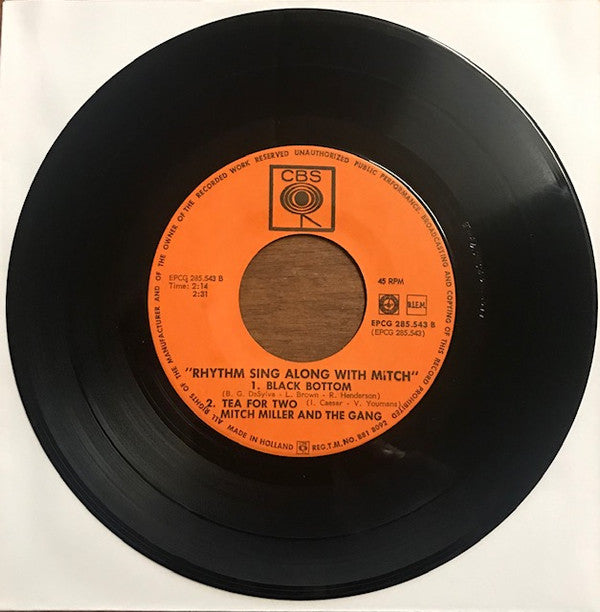 ALL RIGHTS OF THE MANUFACTURER AND OF THE OWNER OF THE RECORDED WORK RESERVED UNAUTHORIZED PUBLIC PERFORMANCE·BROADCASTING AND COPYING OF THIS RECORD PROHIBITED
CBS
EPCG 285.543 B
Time: 2:14
2:31
45 RPM
B.I.E.M.
EPCG 285.543 B
(EPCG 285.543)
"RHYTHM SING ALONG WITH MiTCH"
1. BLACK BOTTOM
(B. G. DeSylva - L. Brown - R. Henderson)
2. TEA FOR TWO (I. Caesar - V. Youmans)
MITCH MILLER AND THE GANG
MADE IN HOLLAND REG.T.M.NO. 881 8092